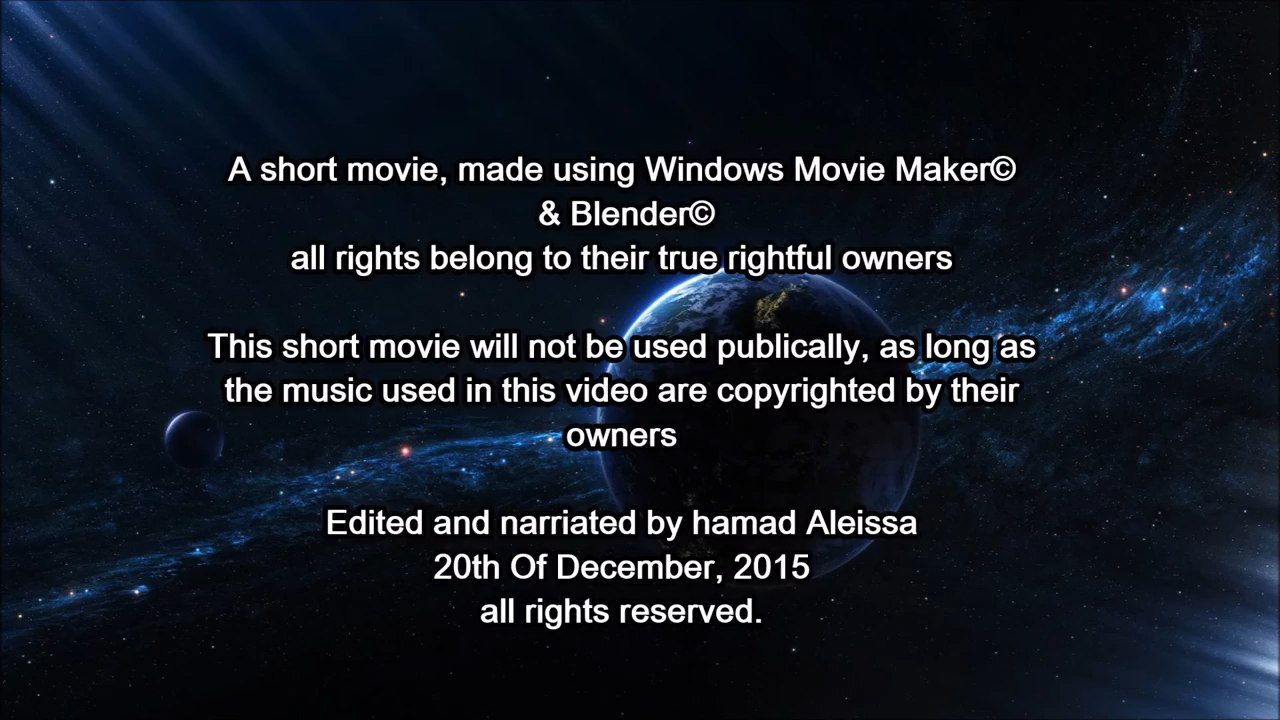 A short movie, made using Windows Movie Maker©
& Blender©
all rights belong to their true rightful owners
This short movie will not be used publically, as long as
the music used in this video are copyrighted by their
owners
Edited and narriated by hamad Aleissa
20th Of December, 2015
all rights reserved.